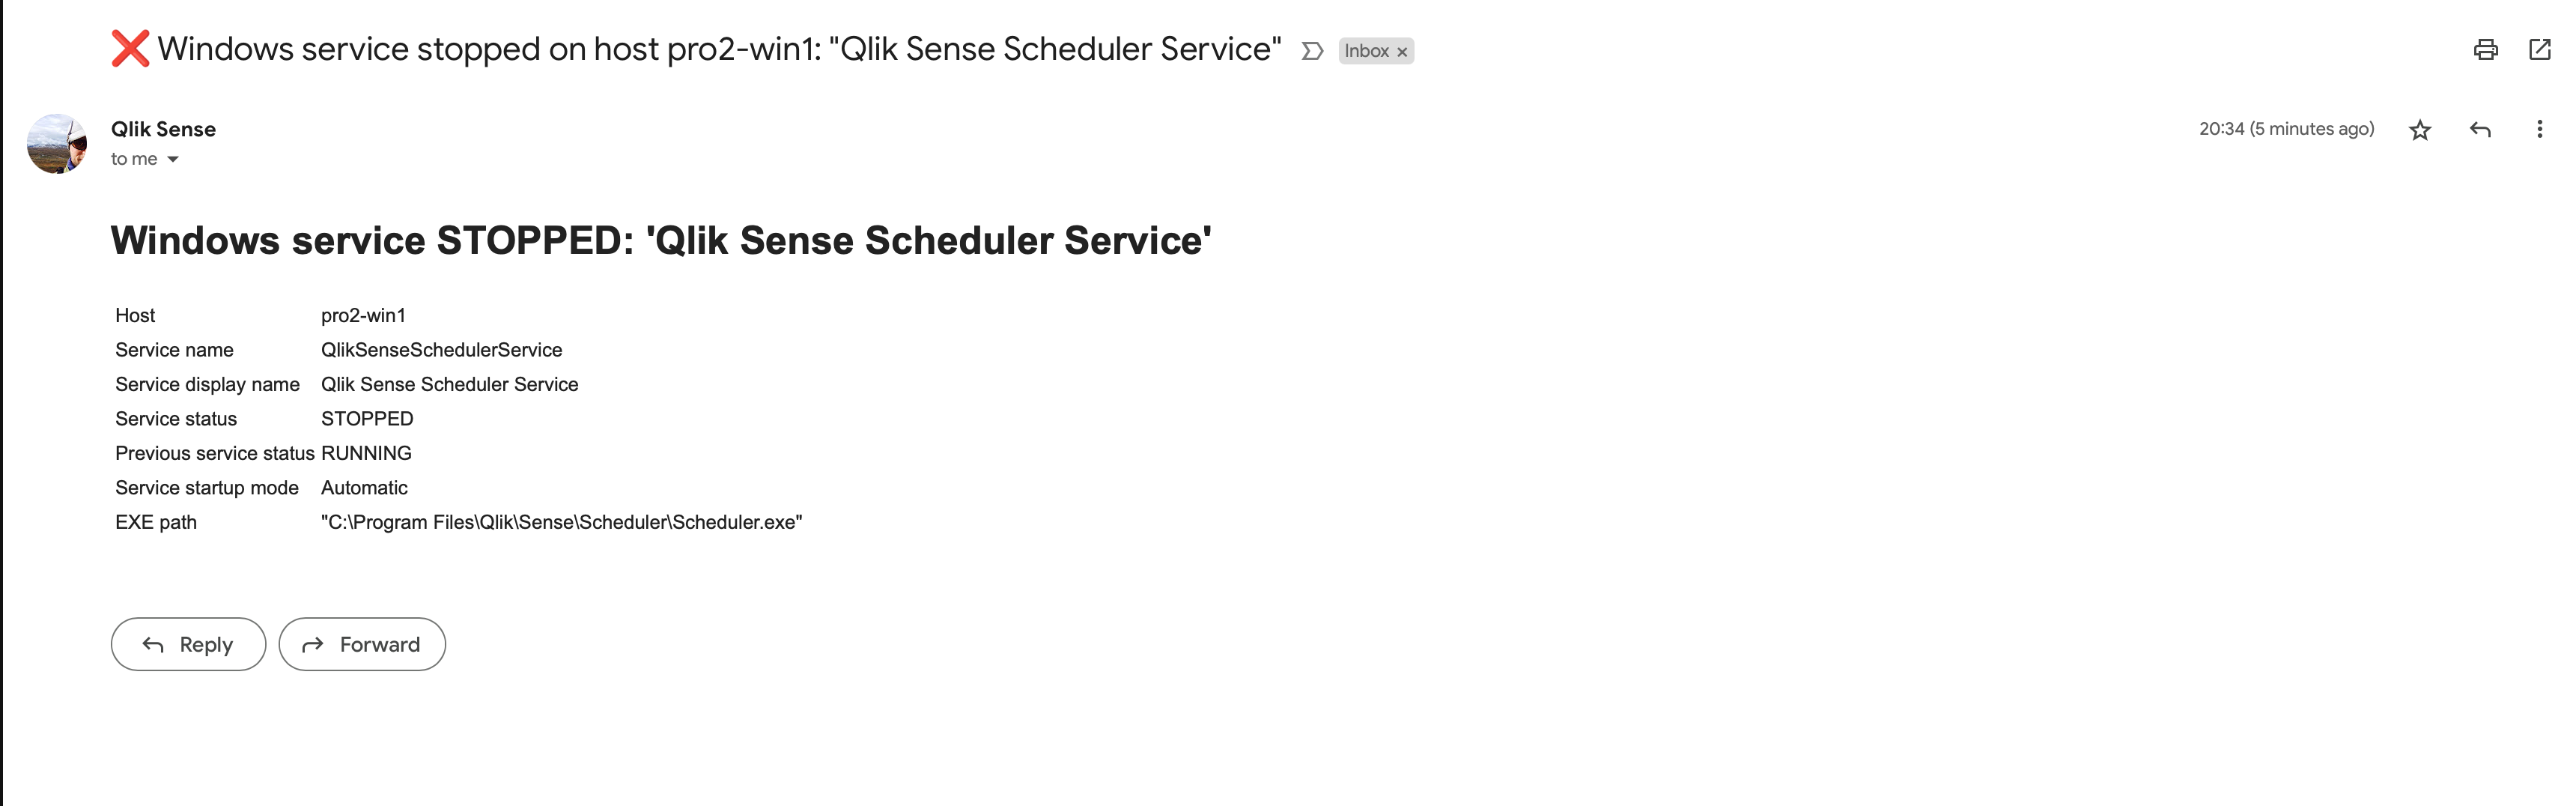 ❌ Windows service stopped on host pro2-win1: "Qlik Sense Scheduler Service" Inbox ×
Qlik Sense
20:34 (5 minutes ago)
to me
Windows service STOPPED: 'Qlik Sense Scheduler Service'
Host pro2-win1
Service name QlikSenseSchedulerService
Service display name Qlik Sense Scheduler Service
Service status STOPPED
Previous service status RUNNING
Service startup mode Automatic
EXE path "C:\Program Files\Qlik\Sense\Scheduler\Scheduler.exe"
Reply Forward